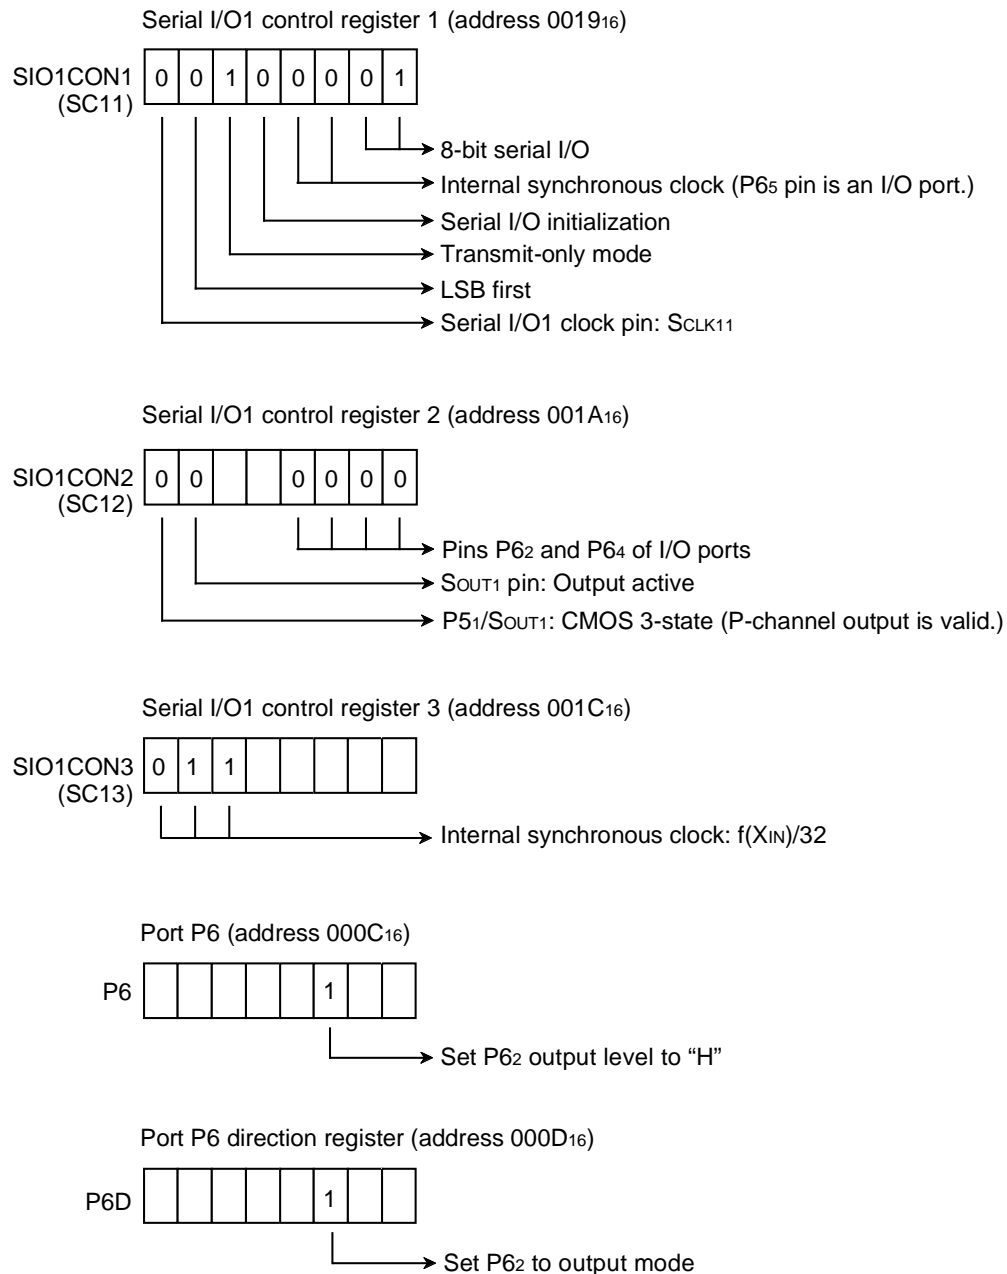 Serial I/O1 control register 1 (address 0019₁₆)
SIO1CON1 0 0 1 0 0 0 0 1
(SC11)
8-bit serial I/O
Internal synchronous clock (P6₅ pin is an I/O port.)
Serial I/O initialization
Transmit-only mode
LSB first
Serial I/O1 clock pin: SCLK11
Serial I/O1 control register 2 (address 001A₁₆)
SIO1CON2 0 0 0 0 0 0
(SC12)
Pins P6₂ and P6₄ of I/O ports
SOUT1 pin: Output active
P5₁/SOUT1: CMOS 3-state (P-channel output is valid.)
Serial I/O1 control register 3 (address 001C₁₆)
SIO1CON3 0 1 1
(SC13)
Internal synchronous clock: f(XIN)/32
Port P6 (address 000C₁₆)
P6 1
Set P6₂ output level to “H”
Port P6 direction register (address 000D₁₆)
P6D 1
Set P6₂ to output mode